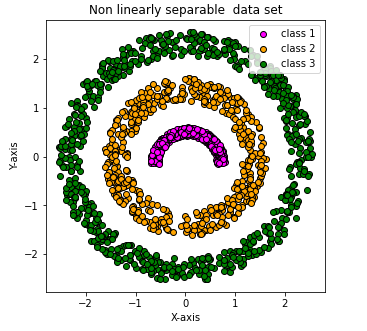 Non linearly separable data set
class 1
class 2
class 3
2
1
0
−1
−2
Y-axis
−2 −1 0 1 2
X-axis